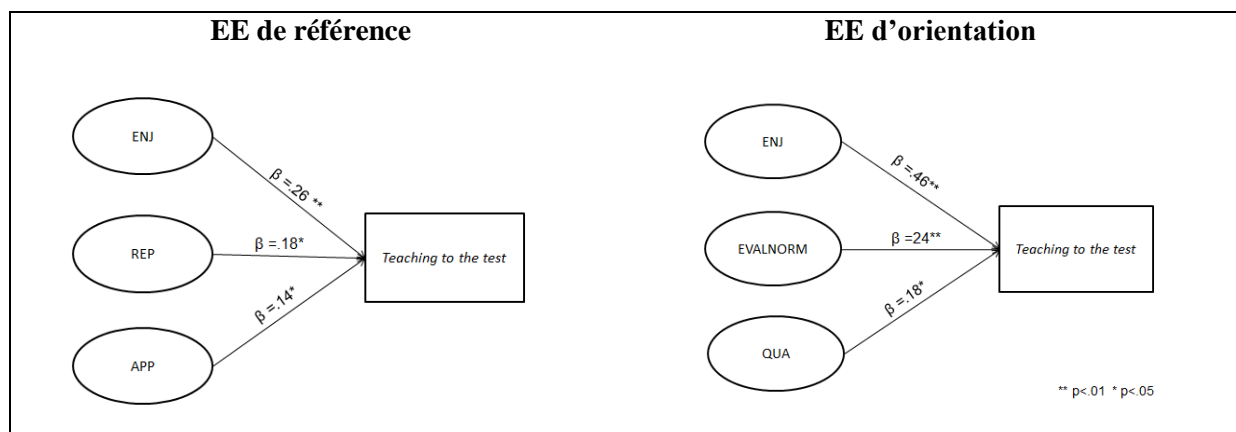 EE de référence
ENJ
β =.26 **
REP
β =.18*
APP
β =.14*
Teaching to the test
EE d’orientation
ENJ
β =.46**
EVALNORM
β =24**
QUA
β =.18*
Teaching to the test
** p<.01 * p<.05